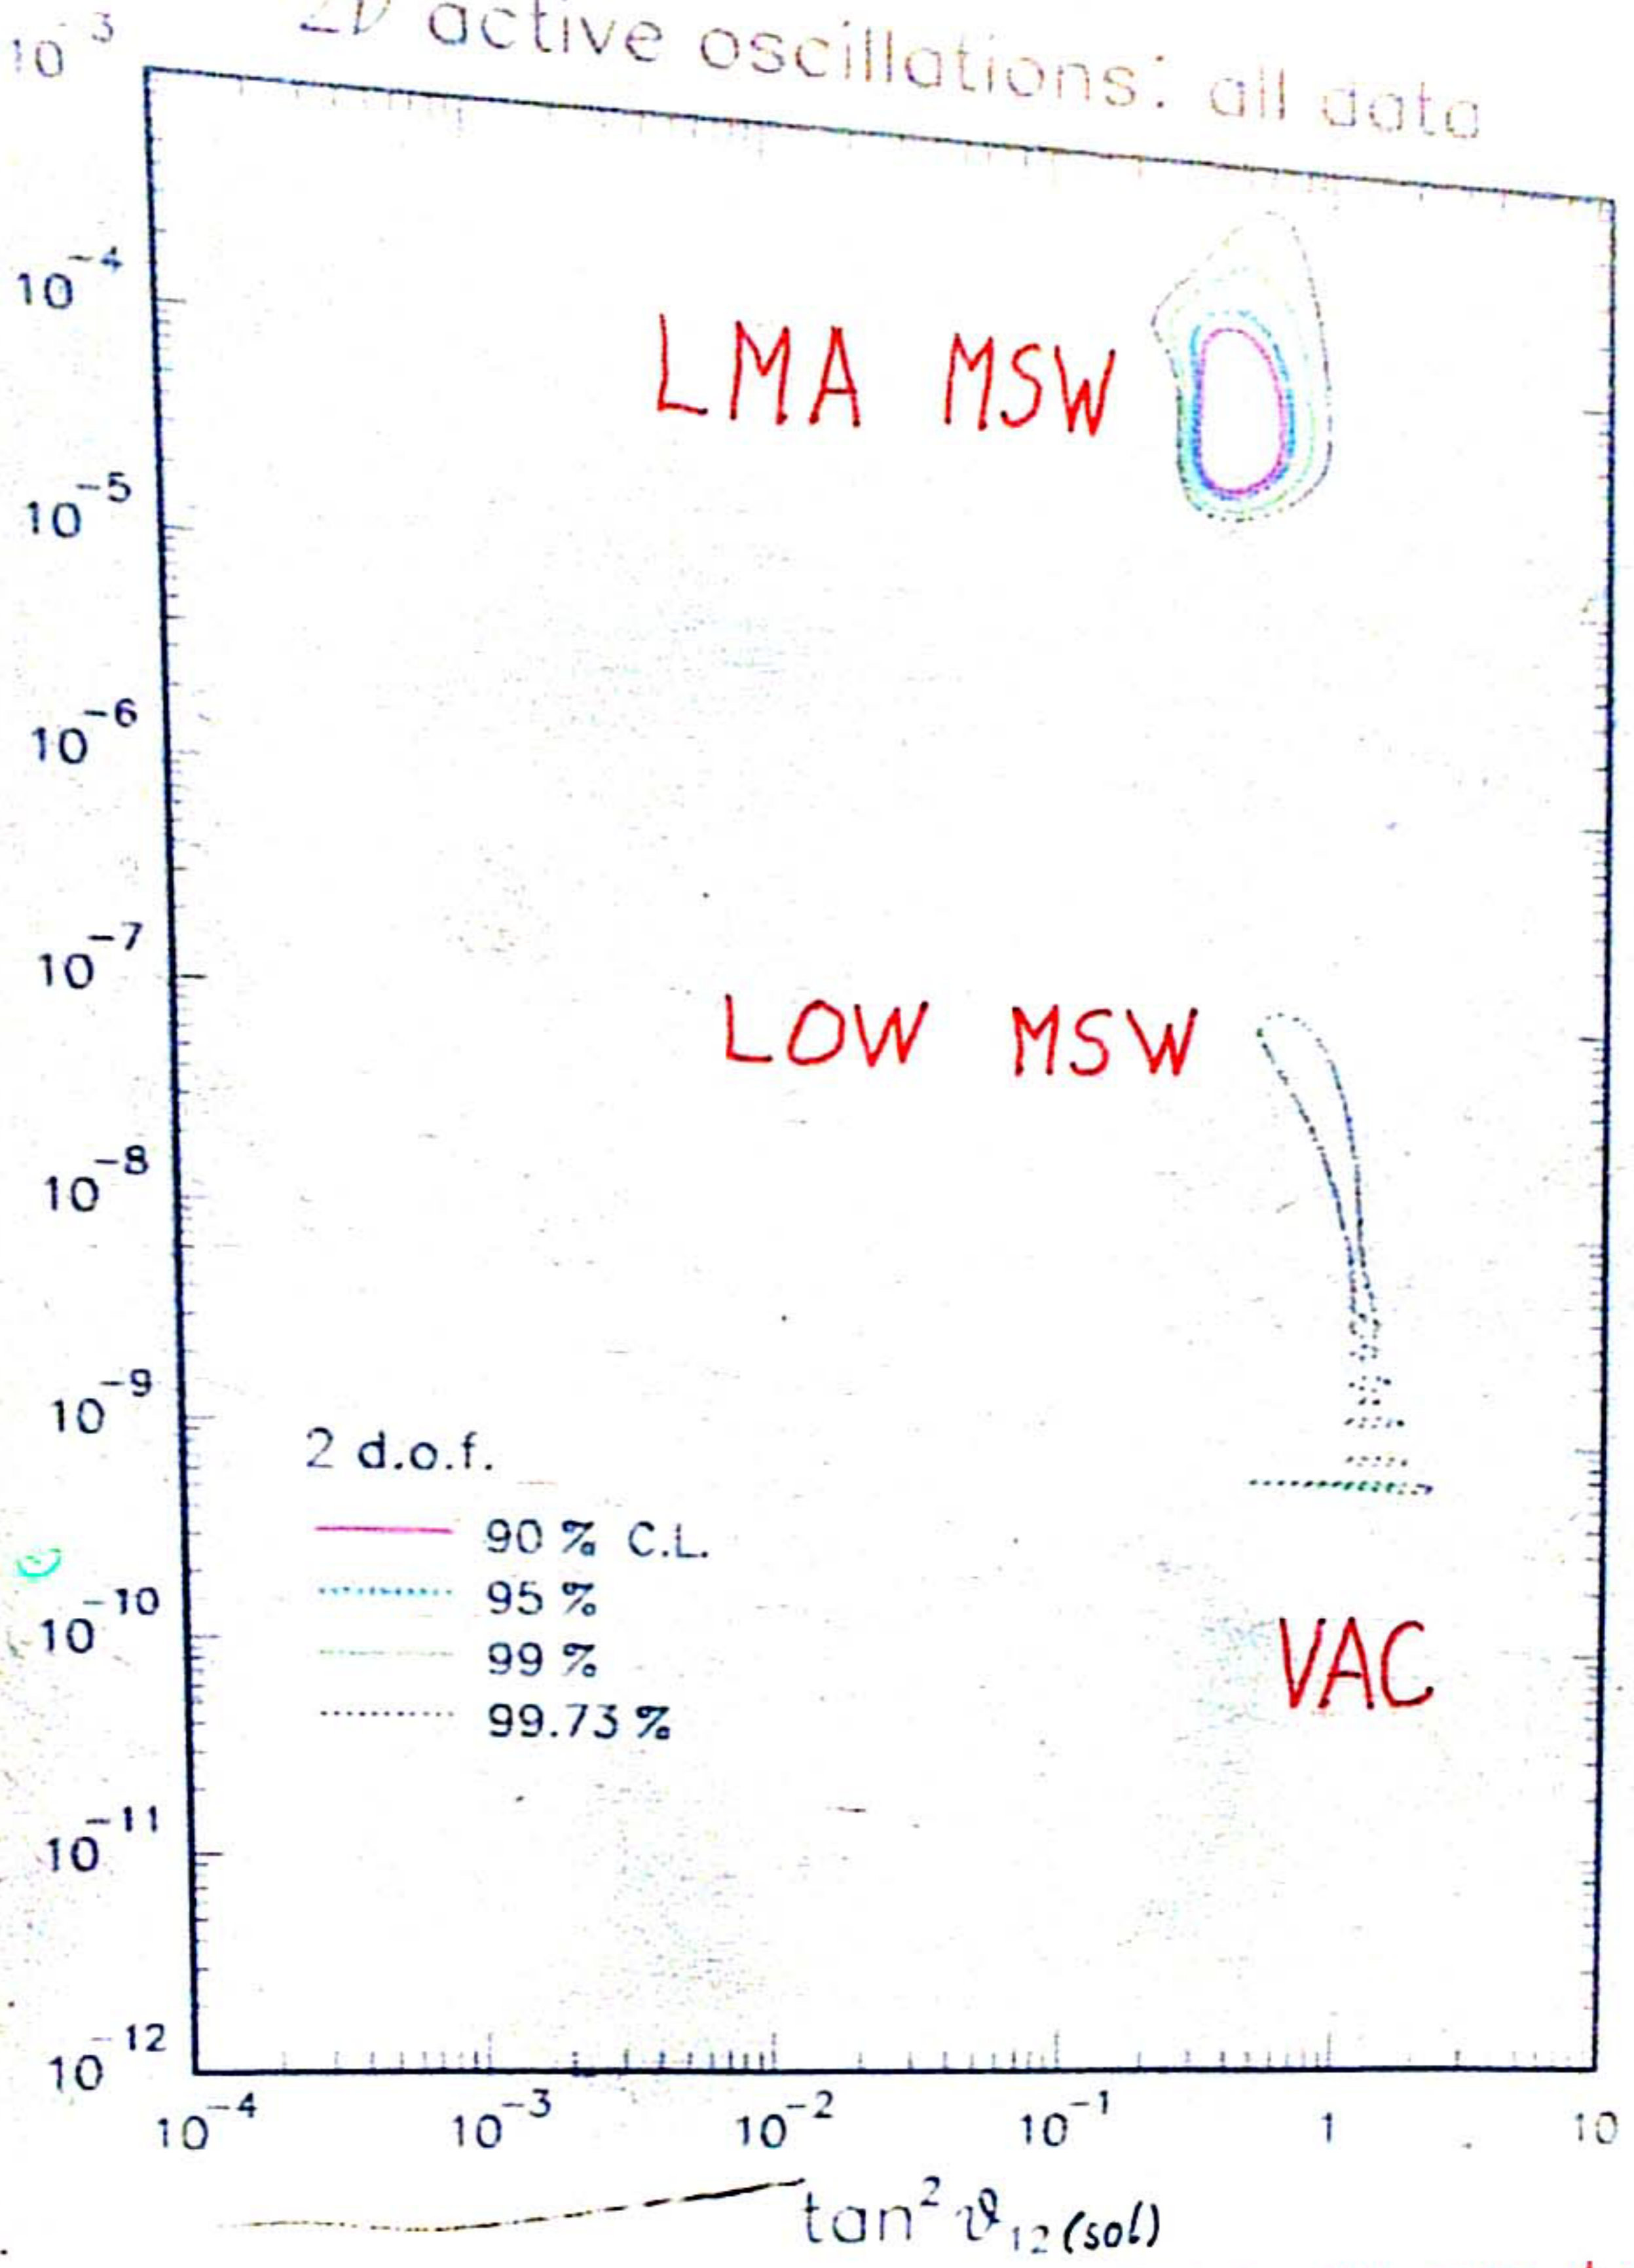 2ν active oscillations: all data
10⁻³
10⁻⁴
LMA MSW
10⁻⁵
10⁻⁶
10⁻⁷
LOW MSW
10⁻⁸
10⁻⁹
2 d.o.f.
90 % C.L.
95 %
99 %
99.73 %
10⁻¹⁰
VAC
10⁻¹¹
10⁻¹²
10⁻⁴ 10⁻³ 10⁻² 10⁻¹ 1 10
tan²ϑ₁₂ (sol)